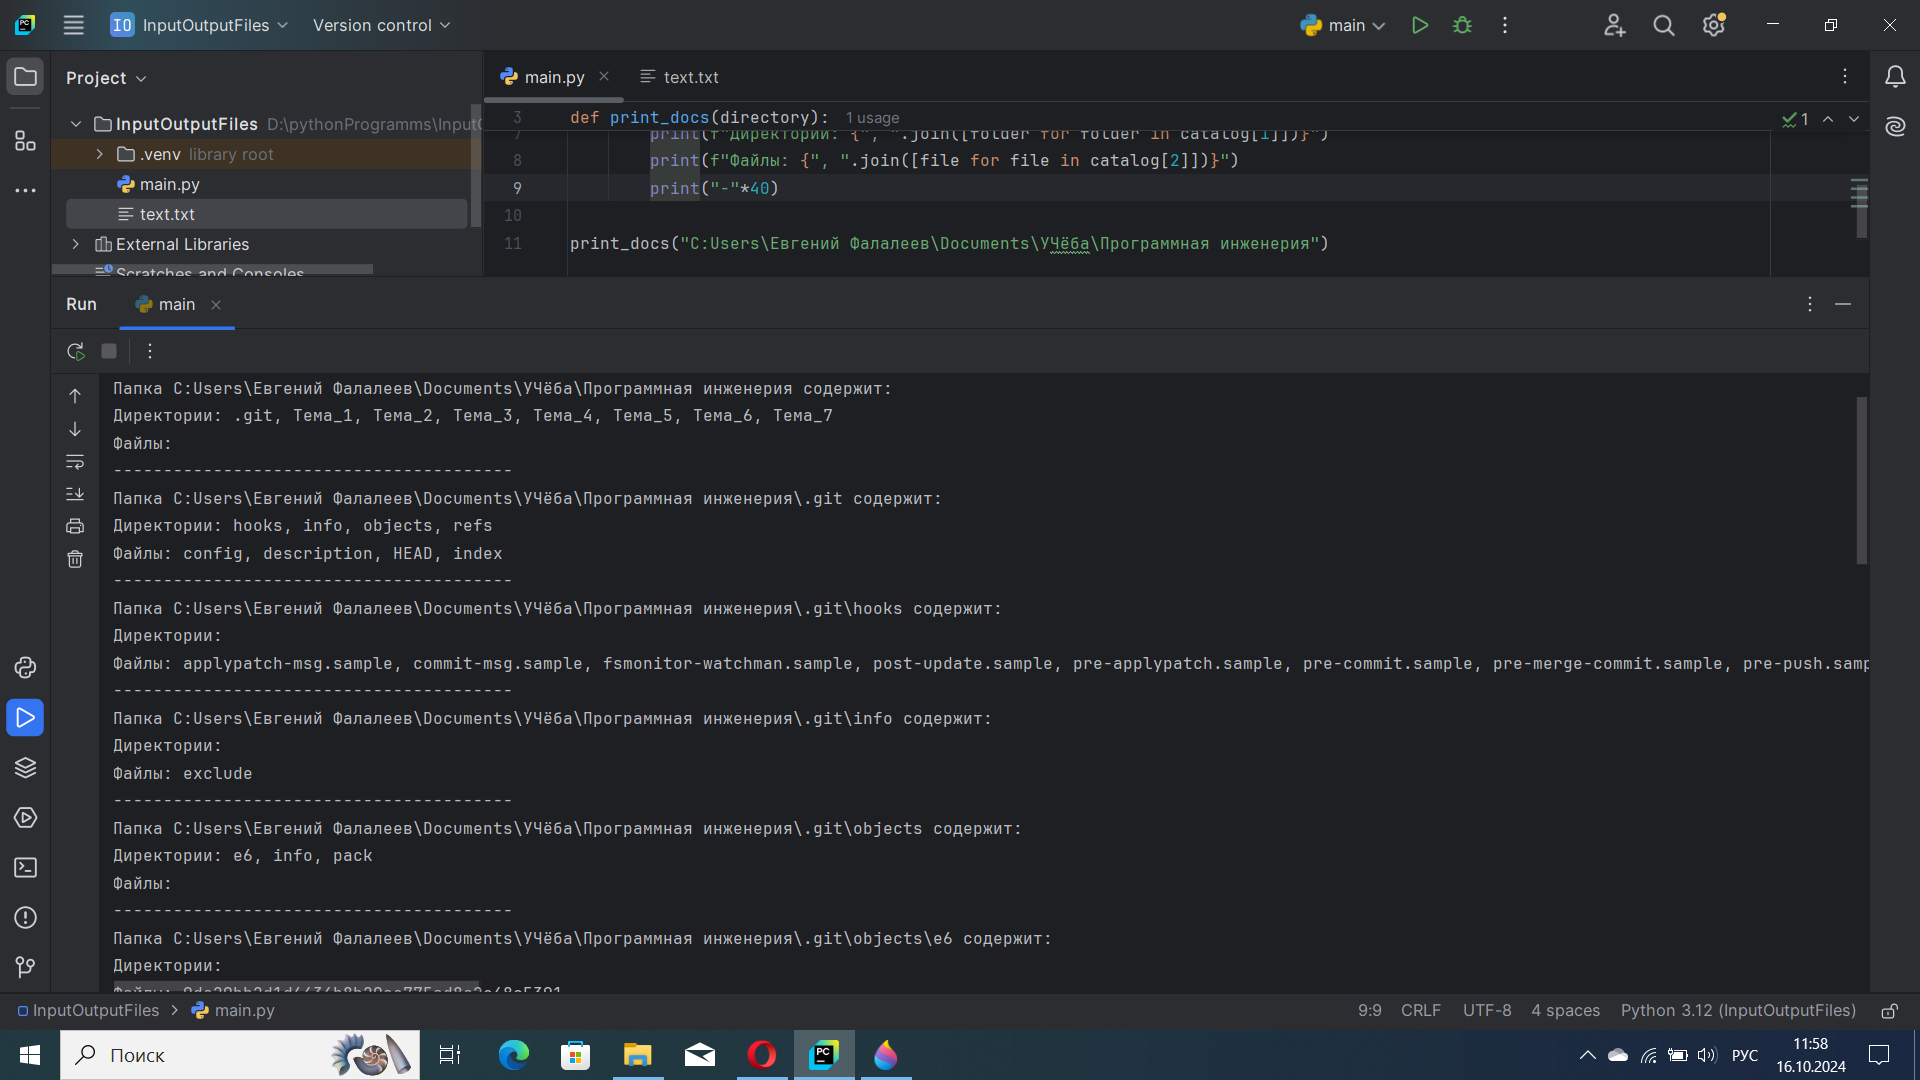 IO InputOutputFiles Version control main
Project main.py text.txt
InputOutputFiles D:\pythonProgramms\InputO
.venv library root
main.py
text.txt
External Libraries
Scratches and Consoles
3 def print_docs(directory): 1 usage
1
7 print(f"Директории: {", ".join([folder for folder in catalog[1]])}")
8 print(f"Файлы: {", ".join([file for file in catalog[2]])}")
9 print("-"*40)
10
11 print_docs("C:Users\Евгений Фалалеев\Documents\УЧёба\Программная инженерия")
Run main
Папка C:Users\Евгений Фалалеев\Documents\УЧёба\Программная инженерия содержит:
Директории: .git, Тема_1, Тема_2, Тема_3, Тема_4, Тема_5, Тема_6, Тема_7
Файлы:
----------------------------------------
Папка C:Users\Евгений Фалалеев\Documents\УЧёба\Программная инженерия\.git содержит:
Директории: hooks, info, objects, refs
Файлы: config, description, HEAD, index
----------------------------------------
Папка C:Users\Евгений Фалалеев\Documents\УЧёба\Программная инженерия\.git\hooks содержит:
Директории:
Файлы: applypatch-msg.sample, commit-msg.sample, fsmonitor-watchman.sample, post-update.sample, pre-applypatch.sample, pre-commit.sample, pre-merge-commit.sample, pre-push.samp
----------------------------------------
Папка C:Users\Евгений Фалалеев\Documents\УЧёба\Программная инженерия\.git\info содержит:
Директории:
Файлы: exclude
----------------------------------------
Папка C:Users\Евгений Фалалеев\Documents\УЧёба\Программная инженерия\.git\objects содержит:
Директории: e6, info, pack
Файлы:
----------------------------------------
Папка C:Users\Евгений Фалалеев\Documents\УЧёба\Программная инженерия\.git\objects\e6 содержит:
Директории:
Файлы:
InputOutputFiles > main.py 9:9 CRLF UTF-8 4 spaces Python 3.12 (InputOutputFiles)
Поиск
РУС
11:58
16.10.2024